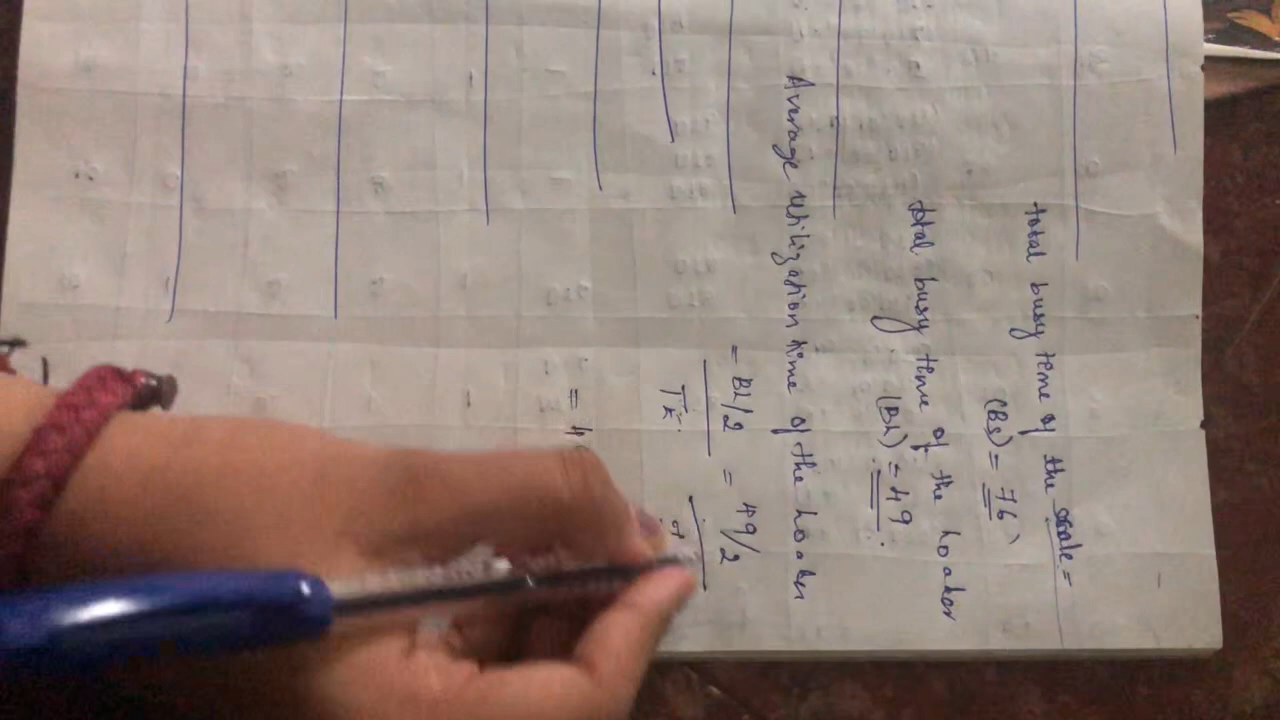 total busy time of the scale =
(Bs) = 76
total busy time of the Loader
(BL) = 49.
Average utilization time of the Loader
= BL/2 = 49/2
TE
= 4